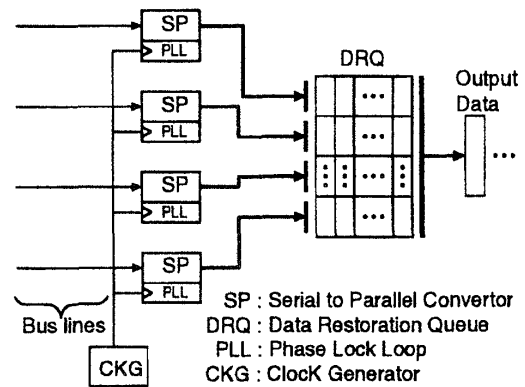 SP
PLL
SP
PLL
SP
PLL
SP
PLL
DRQ
•••
•••
•••
•••
Output
Data
•••
Bus lines
CKG
SP : Serial to Parallel Convertor
DRQ : Data Restoration Queue
PLL : Phase Lock Loop
CKG : ClocK Generator